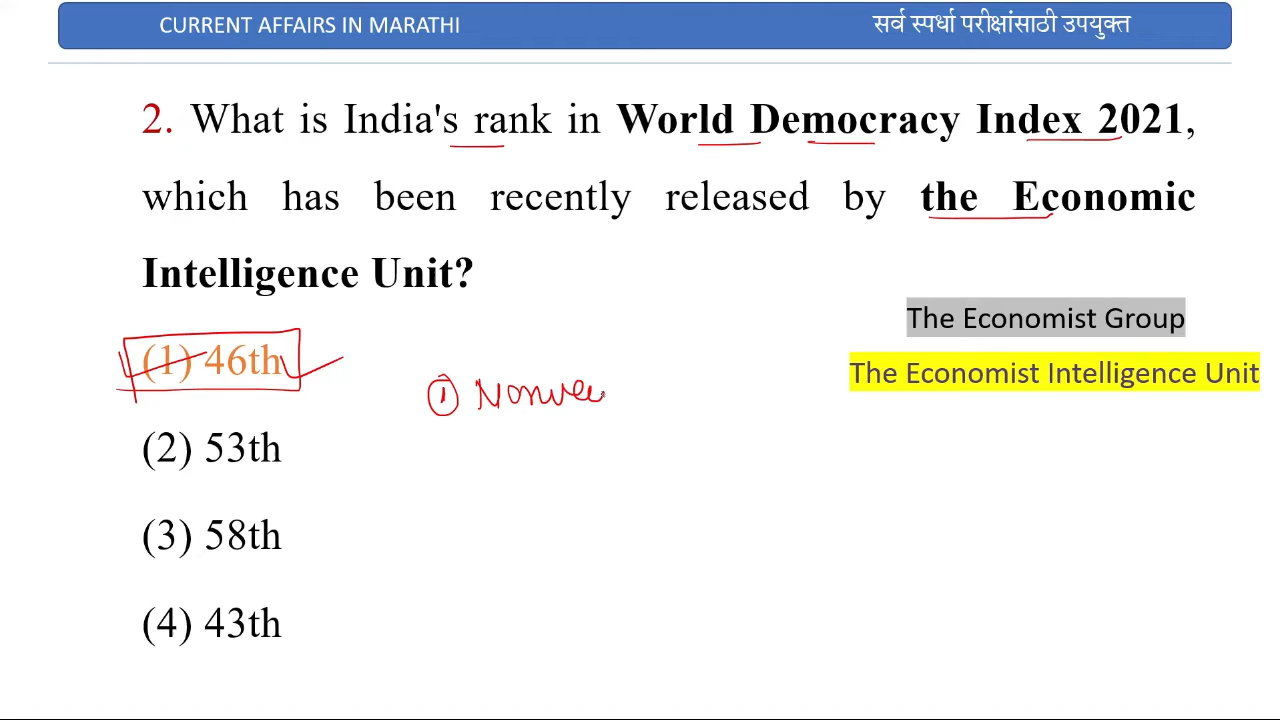 CURRENT AFFAIRS IN MARATHI
सर्व स्पर्धा परीक्षांसाठी उपयुक्त
2. What is India's rank in World Democracy Index 2021,
which has been recently released by the Economic
Intelligence Unit?
The Economist Group
(1) 46th
The Economist Intelligence Unit
①
(2) 53th
(3) 58th
(4) 43th